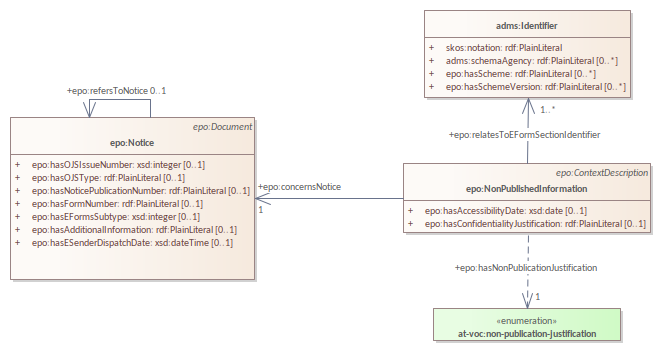 adms:Identifier
+ skos:notation: rdf:PlainLiteral
+ adms:schemaAgency: rdf:PlainLiteral [0..*]
+ epo:hasScheme: rdf:PlainLiteral [0..*]
+ epo:hasSchemeVersion: rdf:PlainLiteral [0..*]
+epo:refersToNotice 0..1
1..*
+epo:relatesToEFormSectionIdentifier
epo:Document
epo:Notice
+ epo:hasOJSIssueNumber: xsd:integer [0..1]
+ epo:hasOJSType: rdf:PlainLiteral [0..1]
+ epo:hasNoticePublicationNumber: rdf:PlainLiteral [0..1]
+ epo:hasFormNumber: rdf:PlainLiteral [0..1]
+ epo:hasEFormsSubtype: xsd:integer [0..1]
+ epo:hasAdditionalInformation: rdf:PlainLiteral [0..1]
+ epo:hasESenderDispatchDate: xsd:dateTime [0..1]
+epo:concernsNotice
1
epo:ContextDescription
epo:NonPublishedInformation
+ epo:hasAccessibilityDate: xsd:date [0..1]
+ epo:hasConfidentialityJustification: rdf:PlainLiteral [0..1]
+epo:hasNonPublicationJustification
1
«enumeration»
at-voc:non-publication-justification